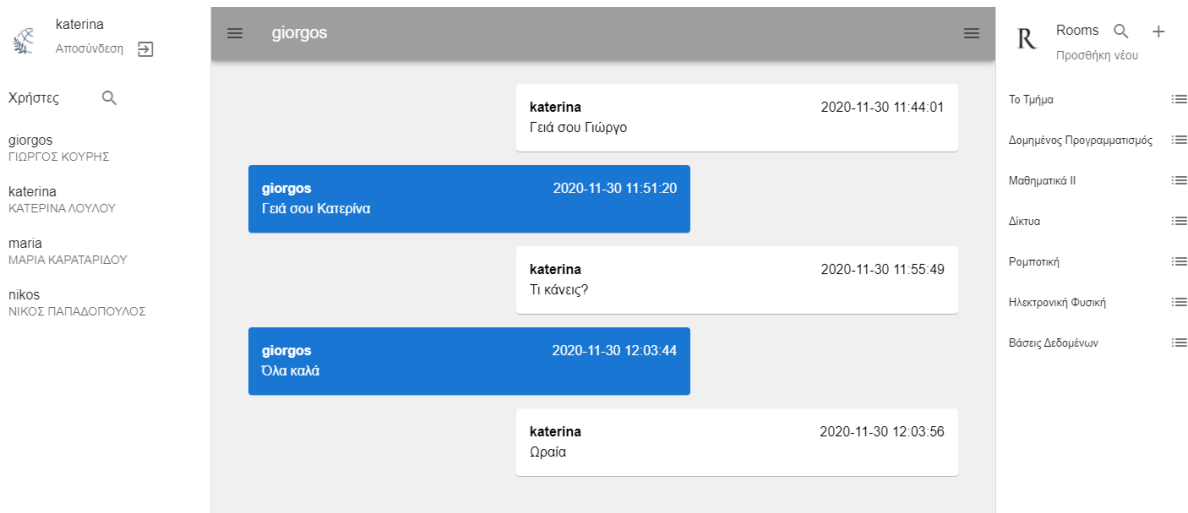 katerina
Αποσύνδεση
Χρήστες
giorgos
ΓΙΩΡΓΟΣ ΚΟΥΡΗΣ
katerina
ΚΑΤΕΡΙΝΑ ΛΟΥΛΟΥ
maria
ΜΑΡΙΑ ΚΑΡΑΤΑΡΙΔΟΥ
nikos
ΝΙΚΟΣ ΠΑΠΑΔΟΠΟΥΛΟΣ
giorgos
katerina 2020-11-30 11:44:01
Γειά σου Γιώργο
giorgos 2020-11-30 11:51:20
Γειά σου Κατερίνα
katerina 2020-11-30 11:55:49
Τι κάνεις?
giorgos 2020-11-30 12:03:44
Όλα καλά
katerina 2020-11-30 12:03:56
Ωραία
R
Rooms
Προσθήκη νέου
Το Τμήμα
Δομημένος Προγραμματισμός
Μαθηματικά ΙΙ
Δίκτυα
Ρομποτική
Ηλεκτρονική Φυσική
Βάσεις Δεδομένων